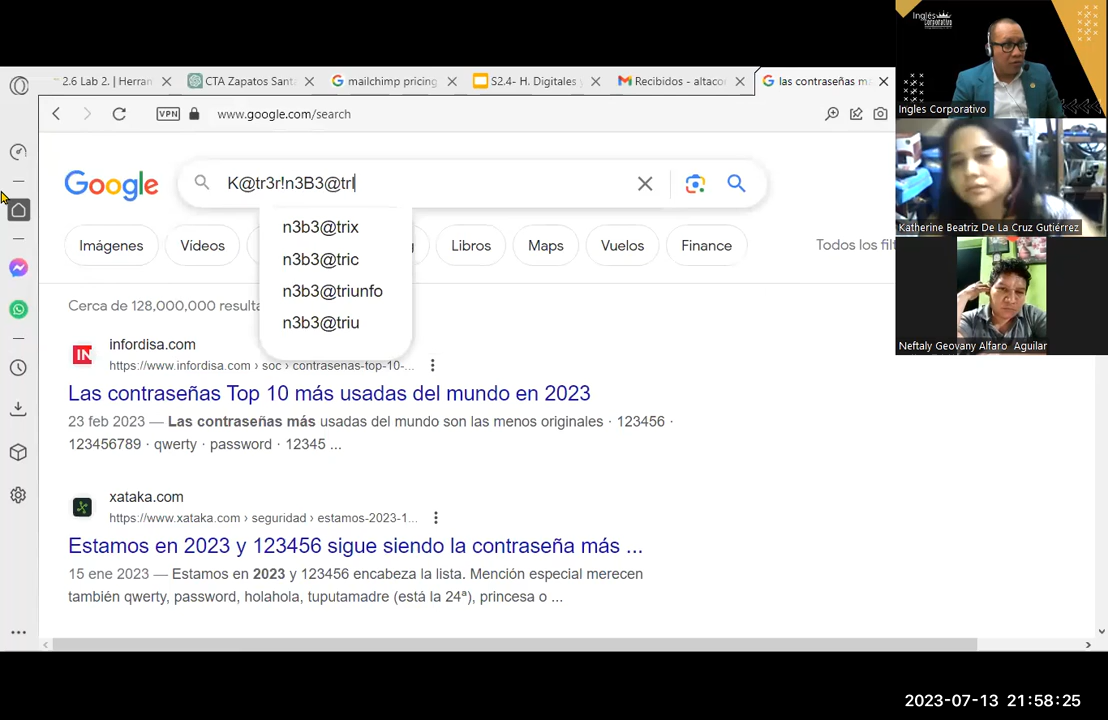 2.6 Lab 2. | Herran
CTA Zapatos Santa
mailchimp pricing
S2.4- H. Digitales y
Recibidos - altacor
las contraseñas m
VPN
www.google.com/search
Google
K@tr3r!n3B3@trI
n3b3@trix
n3b3@tric
n3b3@triunfo
n3b3@triu
Imágenes
Videos
g
Libros
Maps
Vuelos
Finance
Todos los filt
Cerca de 128,000,000 resulta
IN
infordisa.com
https://www.infordisa.com › soc › contrasenas-top-10-...
Las contraseñas Top 10 más usadas del mundo en 2023
23 feb 2023 — Las contraseñas más usadas del mundo son las menos originales · 123456 ·
123456789 · qwerty · password · 12345 ...
xataka.com
https://www.xataka.com › seguridad › estamos-2023-1...
Estamos en 2023 y 123456 sigue siendo la contraseña más ...
15 ene 2023 — Estamos en 2023 y 123456 encabeza la lista. Mención especial merecen
también qwerty, password, holahola, tuputamadre (está la 24ª), princesa o ...
Inglés
Corporativo
Ingles Corporativo
Katherine Beatriz De La Cruz Gutiérrez
Neftaly Geovany Alfaro Aguilar
2023-07-13 21:58:25